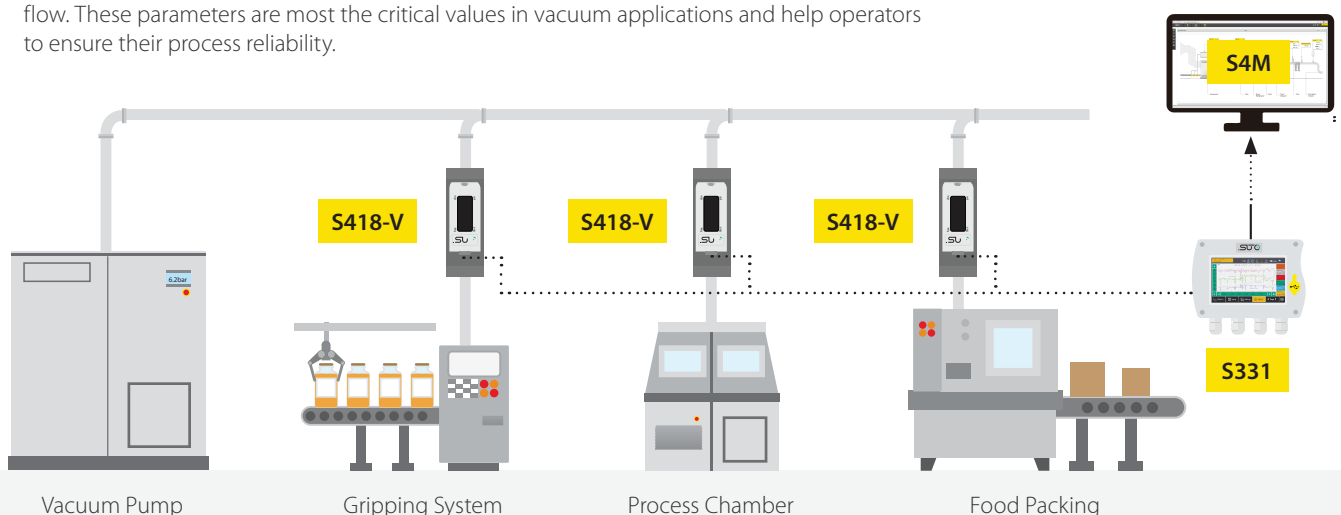 flow. These parameters are most the critical values in vacuum applications and help operators
to ensure their process reliability.
S4M
S418-V
S418-V
S418-V
6.2bar
SUTO
S331
Vacuum Pump
Gripping System
Process Chamber
Food Packing